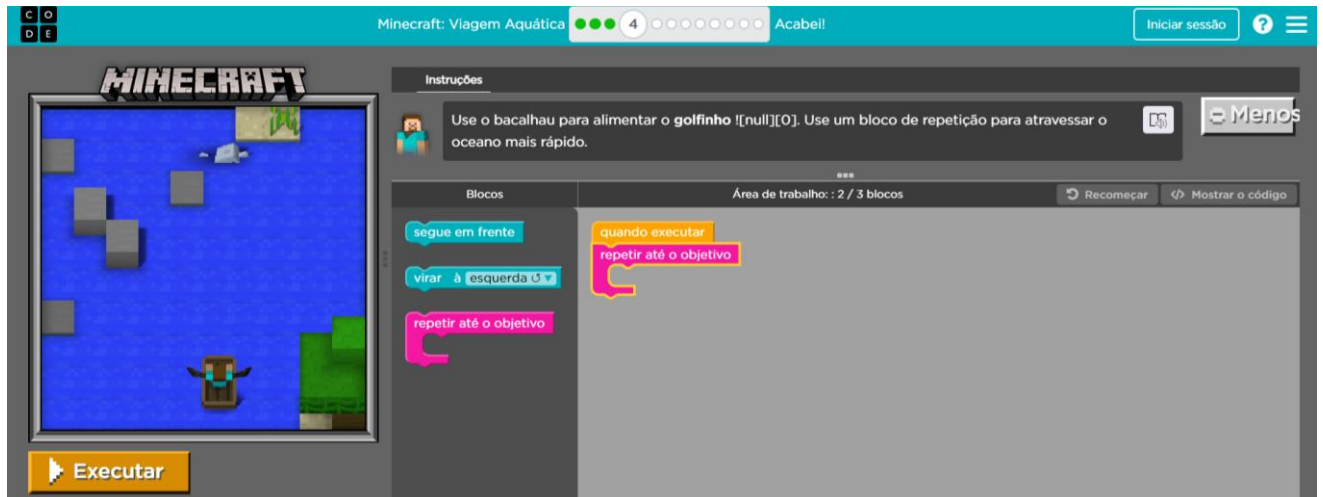 C O
D E
Minecraft: Viagem Aquática
4
Acabei!
Iniciar sessão
?
MINECRAFT
Instruções
Use o bacalhau para alimentar o golfinho ![null][0]. Use um bloco de repetição para atravessar o
oceano mais rápido.
Menos
Blocos
Área de trabalho: : 2 / 3 blocos
Recomeçar
</> Mostrar o código
segue em frente
virar à esquerda ↺ ▼
repetir até o objetivo
quando executar
repetir até o objetivo
Executar